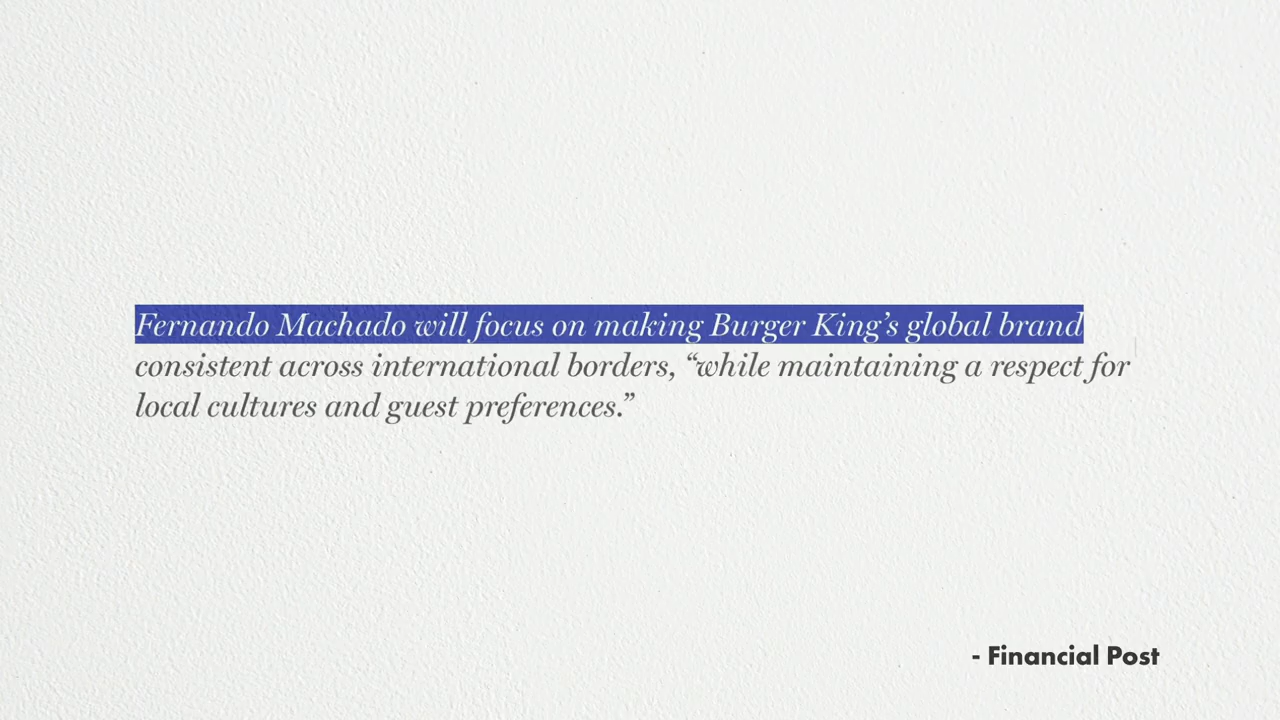 Fernando Machado will focus on making Burger King’s global brand
consistent across international borders, “while maintaining a respect for
local cultures and guest preferences.”
- Financial Post